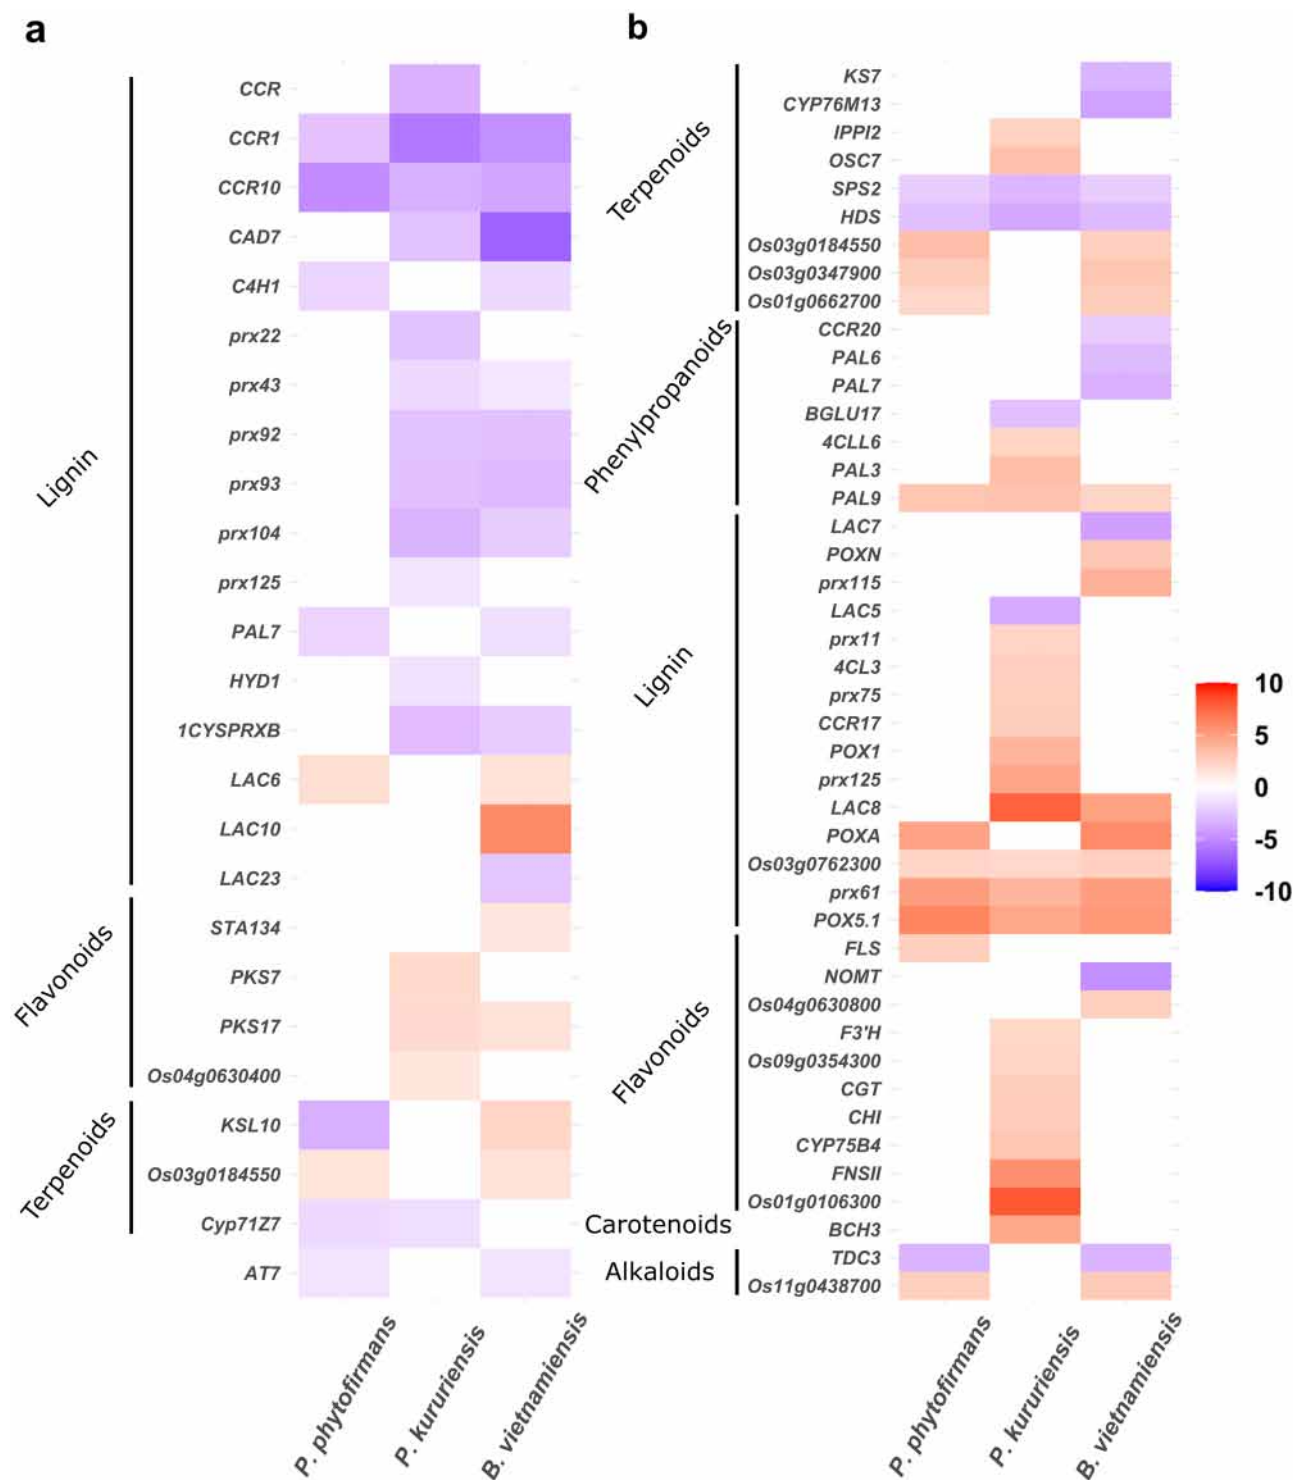 a
CCR
CCR1
CCR10
CAD7
C4H1
prx22
prx43
prx92
prx93
prx104
prx125
PAL7
HYD1
1CYSPRXB
LAC6
LAC10
LAC23
STA134
PKS7
PKS17
Os04g0630400
KSL10
Os03g0184550
Cyp71Z7
AT7
Lignin
Flavonoids
Terpenoids
P. phytofirmans
P. kururiensis
B. vietnamiensis
b
KS7
CYP76M13
IPPI2
OSC7
SPS2
HDS
Os03g0184550
Os03g0347900
Os01g0662700
CCR20
PAL6
PAL7
BGLU17
4CLL6
PAL3
PAL9
LAC7
POXN
prx115
LAC5
prx11
4CL3
prx75
CCR17
POX1
prx125
LAC8
POXA
Os03g0762300
prx61
POX5.1
FLS
NOMT
Os04g0630800
F3'H
Os09g0354300
CGT
CHI
CYP75B4
FNSII
Os01g0106300
BCH3
TDC3
Os11g0438700
Terpenoids
Phenylpropanoids
Lignin
Flavonoids
Carotenoids
Alkaloids
P. phytofirmans
P. kururiensis
B. vietnamiensis
10
5
0
-5
-10